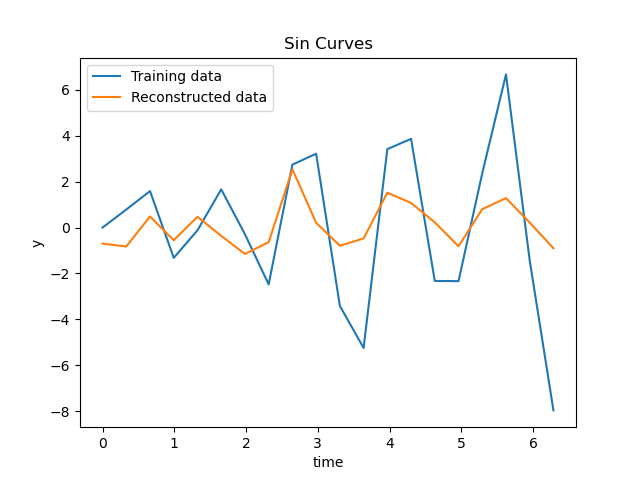 Sin Curves
Training data
Reconstructed data
6
4
2
0
−2
−4
−6
−8
y
0 1 2 3 4 5 6
time